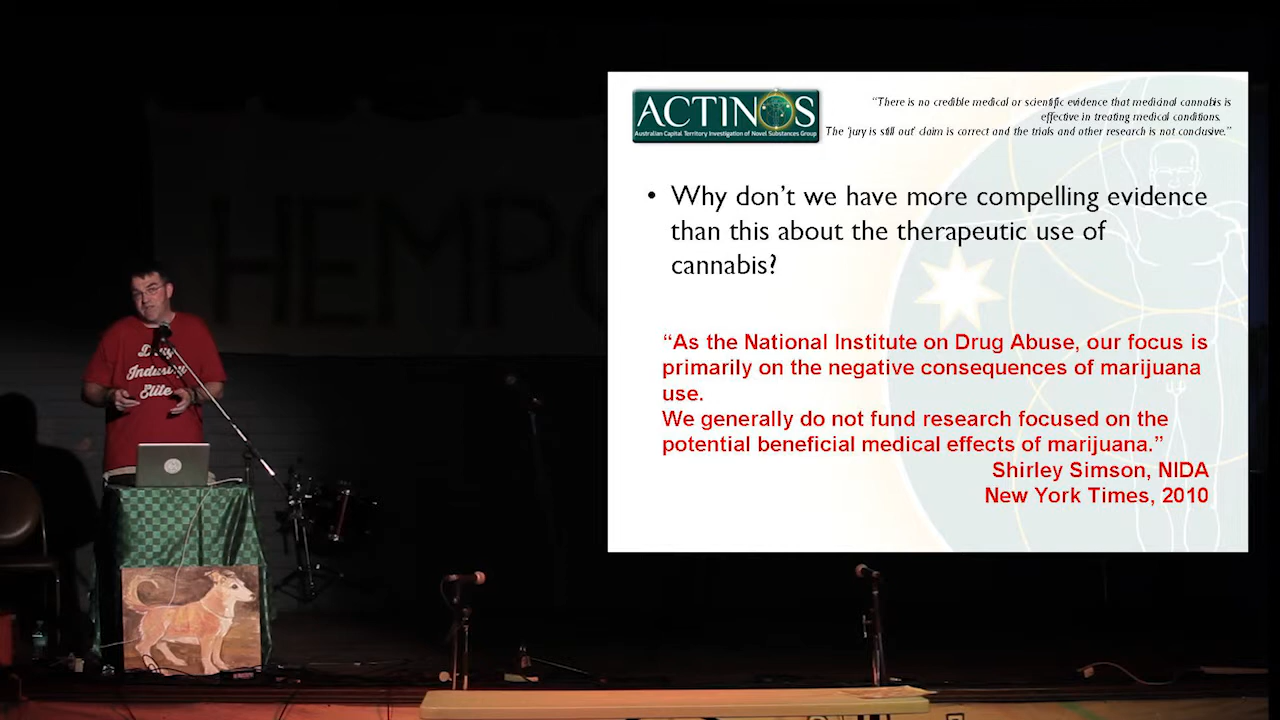 ACTINOS
Australian Capital Territory Investigation of Novel Substances Group
“There is no credible medical or scientific evidence that medicinal cannabis is
effective in treating medical conditions.
The ‘jury is still out’ claim is correct and the trials and other research is not conclusive.”
• Why don’t we have more compelling evidence
than this about the therapeutic use of
cannabis?
“As the National Institute on Drug Abuse, our focus is
primarily on the negative consequences of marijuana
use.
We generally do not fund research focused on the
potential beneficial medical effects of marijuana.”
Shirley Simson, NIDA
New York Times, 2010
HEMP
Drug
Industry
Elite